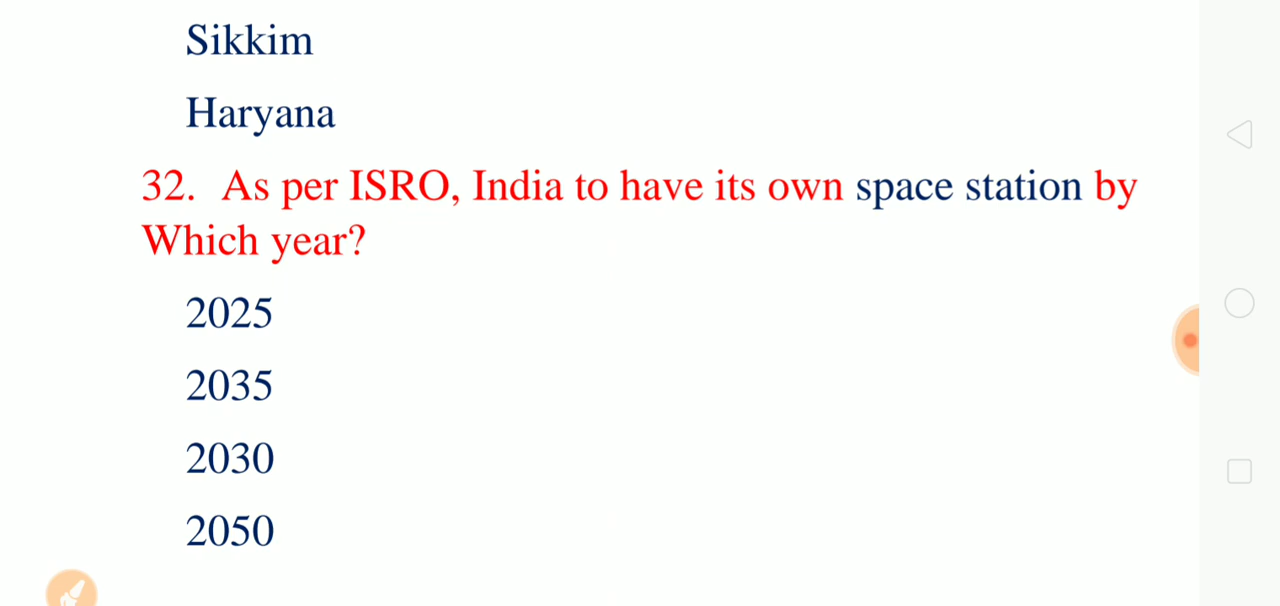 Sikkim
Haryana
32. As per ISRO, India to have its own space station by
Which year?
2025
2035
2030
2050